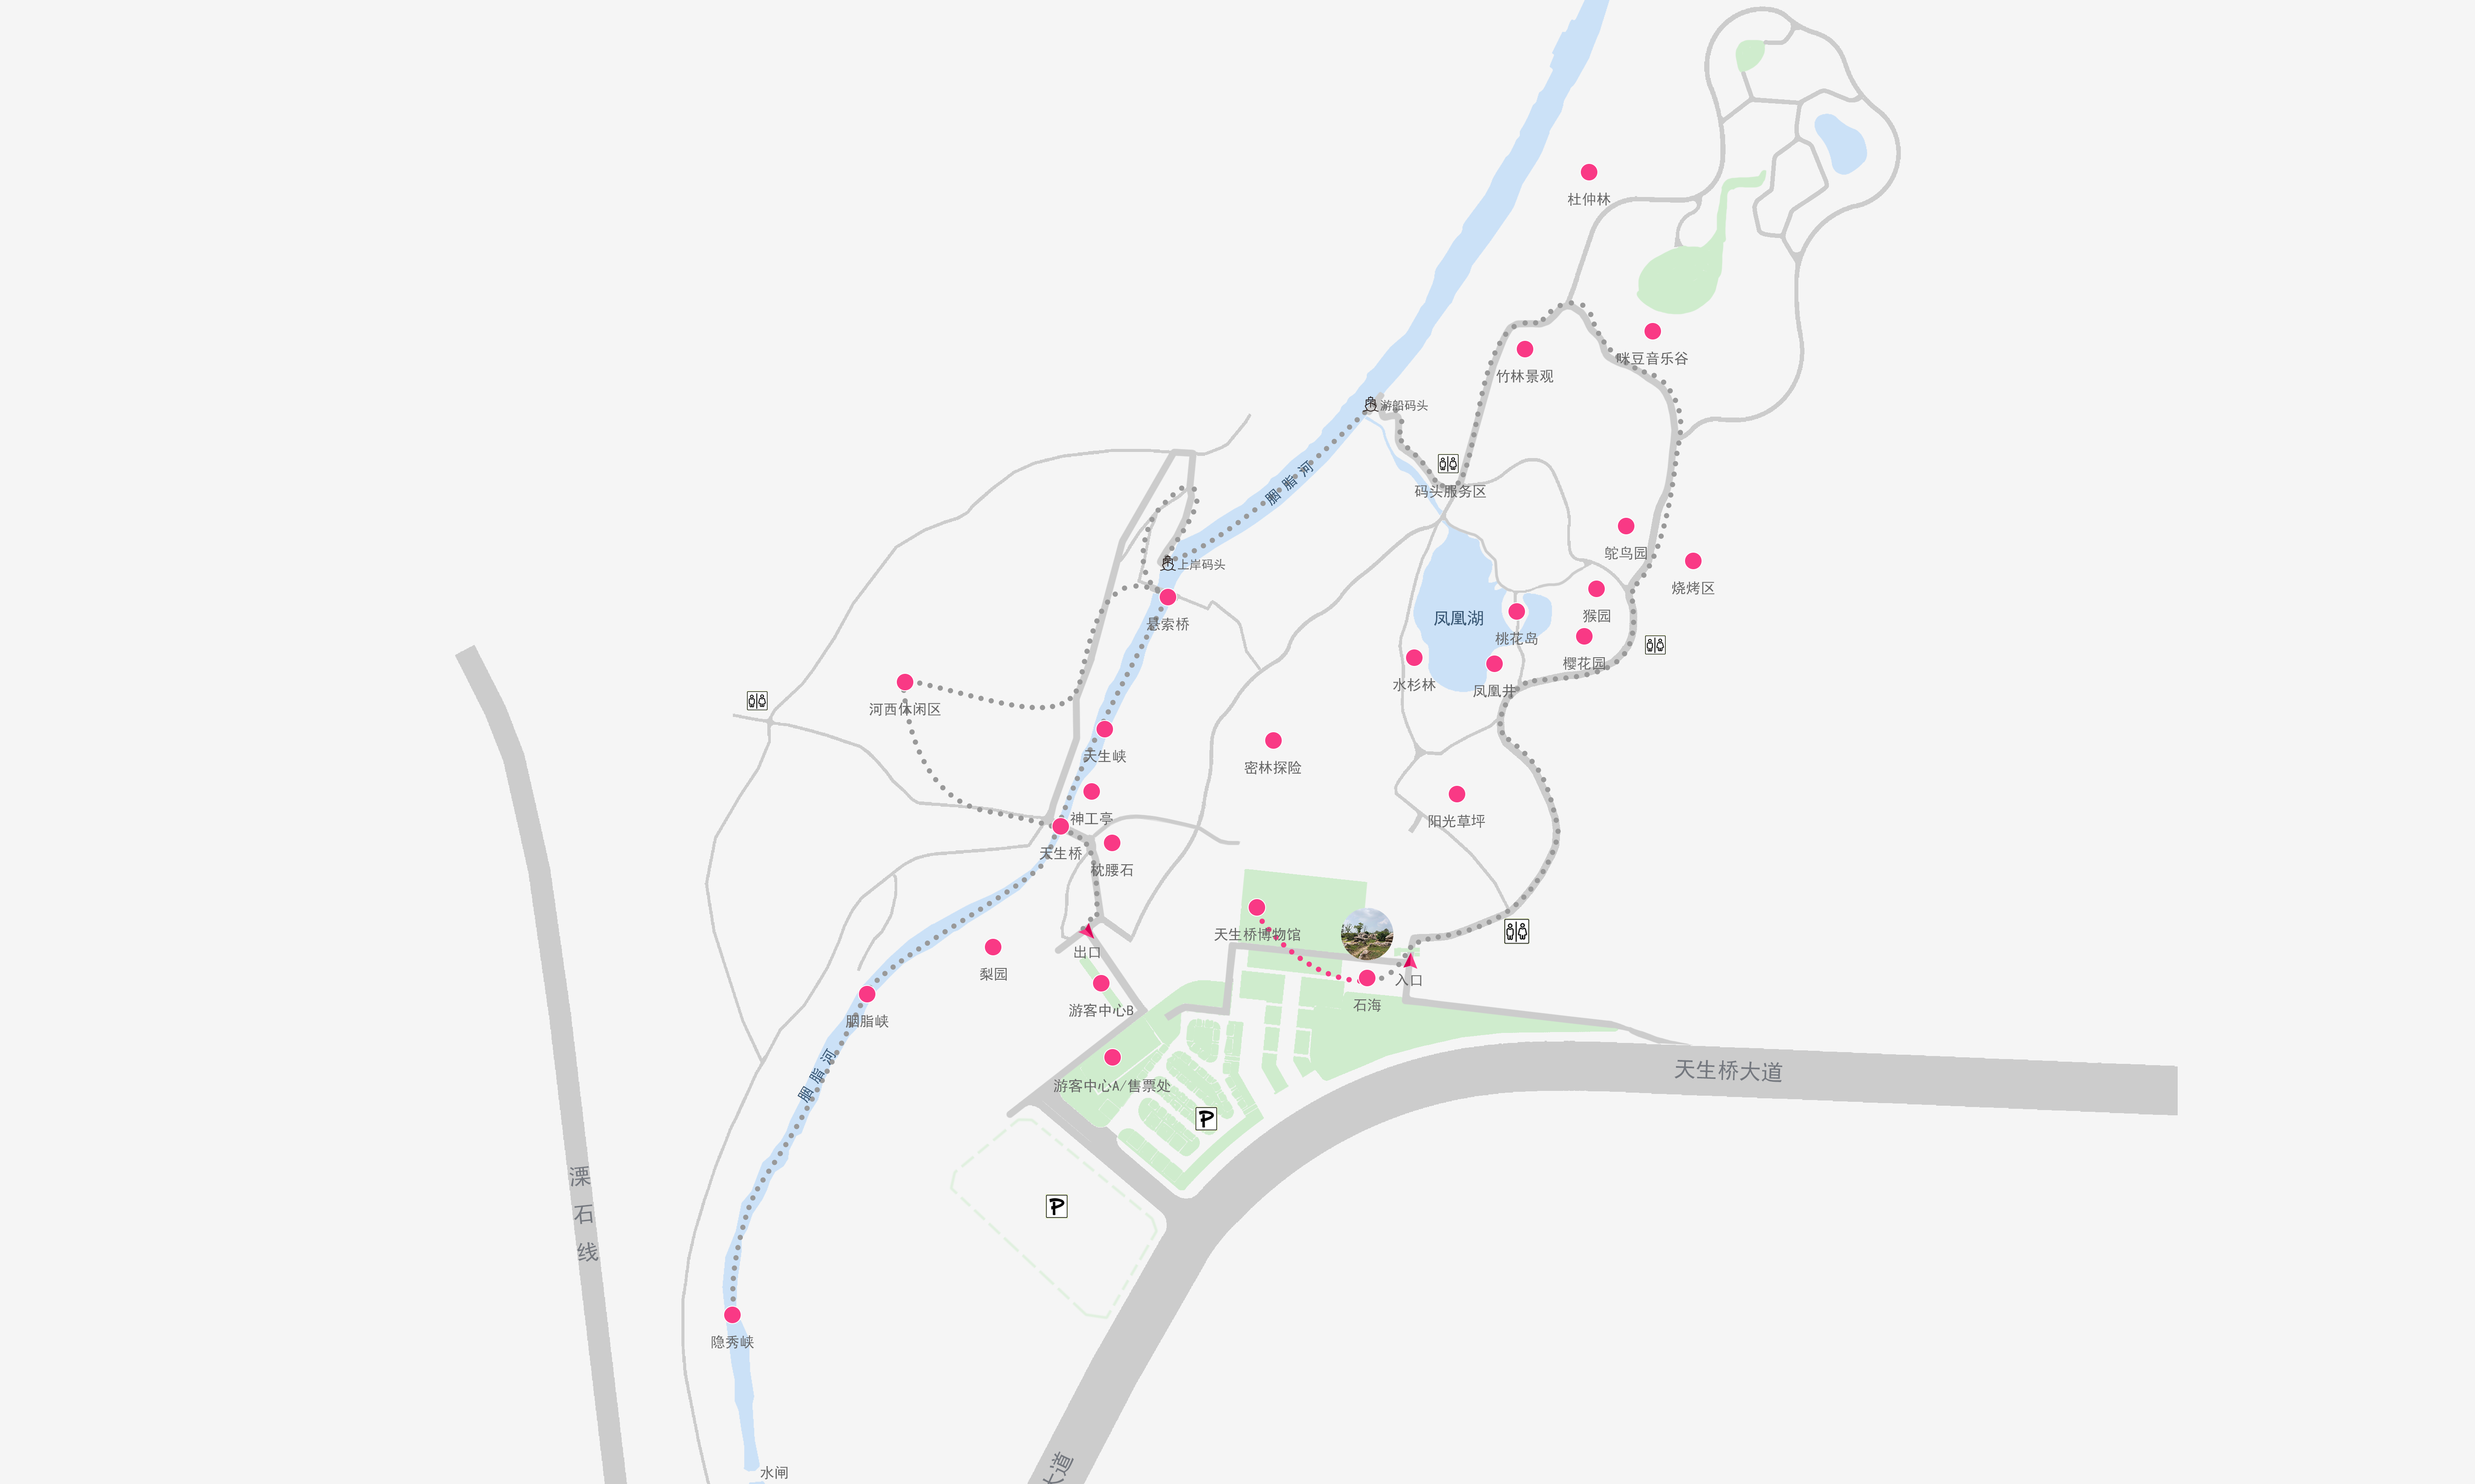 杜仲林
咪豆音乐谷
竹林景观
游船码头
胭脂河
码头服务区
鸵鸟园
上岸码头
烧烤区
悬索桥
凤凰湖
猴园
桃花岛
樱花园
水杉林
凤凰井
河西休闲区
天生峡
密林探险
神工亭
阳光草坪
天生桥
枕腰石
天生桥博物馆
出口
梨园
入口
石海
游客中心B
胭脂峡
胭脂河
天生桥大道
游客中心A/售票处
P
溧石线
P
隐秀峡
水闸
大道